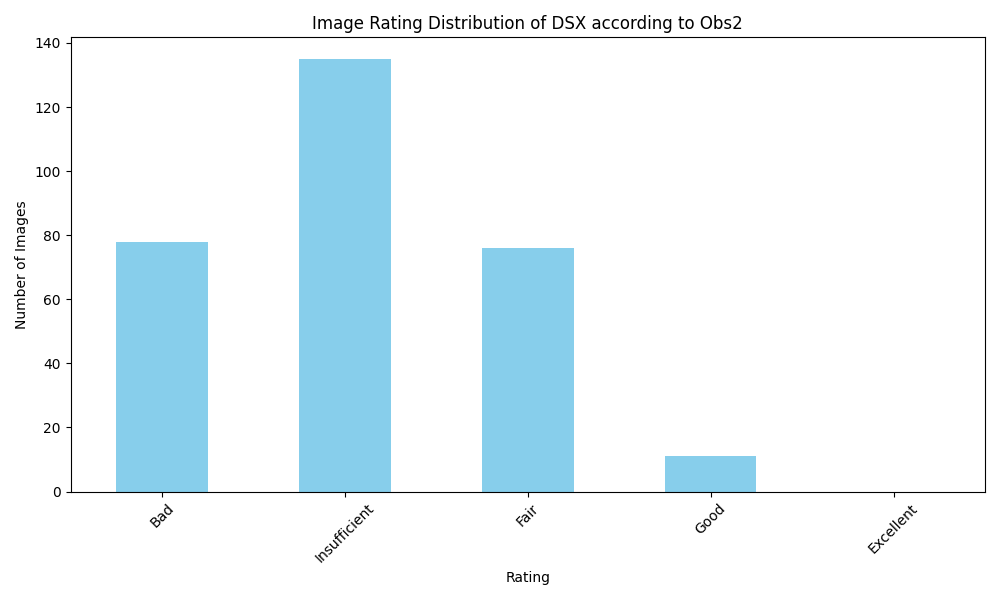 Image Rating Distribution of DSX according to Obs2
140
120
100
80
60
40
20
0
Number of Images
Bad
Insufficient
Fair
Good
Excellent
Rating